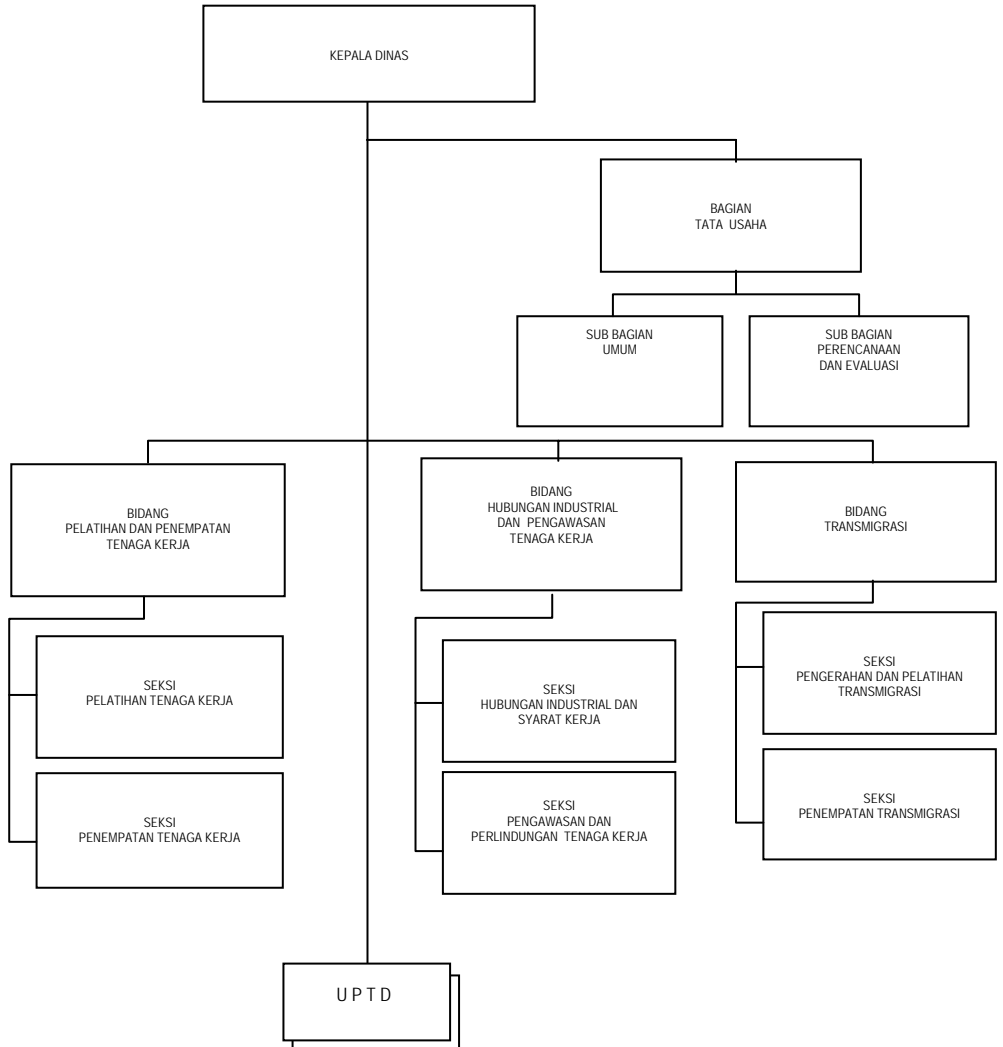 KEPALA DINAS
BAGIAN
TATA USAHA
SUB BAGIAN
UMUM
SUB BAGIAN
PERENCANAAN
DAN EVALUASI
BIDANG
PELATIHAN DAN PENEMPATAN
TENAGA KERJA
BIDANG
HUBUNGAN INDUSTRIAL
DAN PENGAWASAN
TENAGA KERJA
BIDANG
TRANSMIGRASI
SEKSI
PELATIHAN TENAGA KERJA
SEKSI
HUBUNGAN INDUSTRIAL DAN
SYARAT KERJA
SEKSI
PENGERAHAN DAN PELATIHAN
TRANSMIGRASI
SEKSI
PENEMPATAN TENAGA KERJA
SEKSI
PENGAWASAN DAN
PERLINDUNGAN TENAGA KERJA
SEKSI
PENEMPATAN TRANSMIGRASI
UPTD